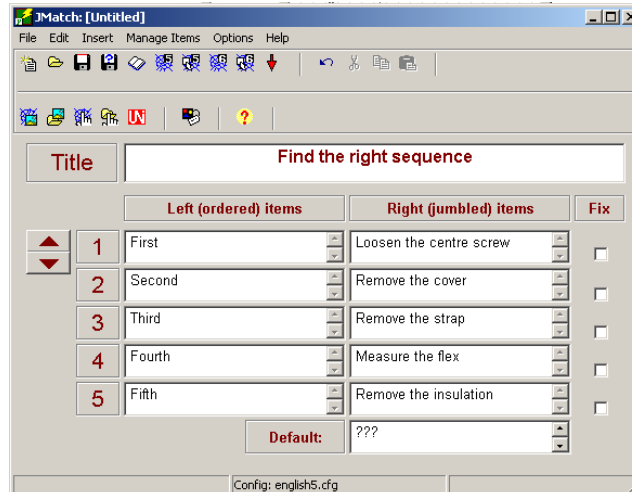 JMatch: [Untitled]
File Edit Insert Manage Items Options Help
Title
Find the right sequence
Left (ordered) items Right (jumbled) items Fix
1 First Loosen the centre screw
2 Second Remove the cover
3 Third Remove the strap
4 Fourth Measure the flex
5 Fifth Remove the insulation
Default: ???
Config: english5.cfg